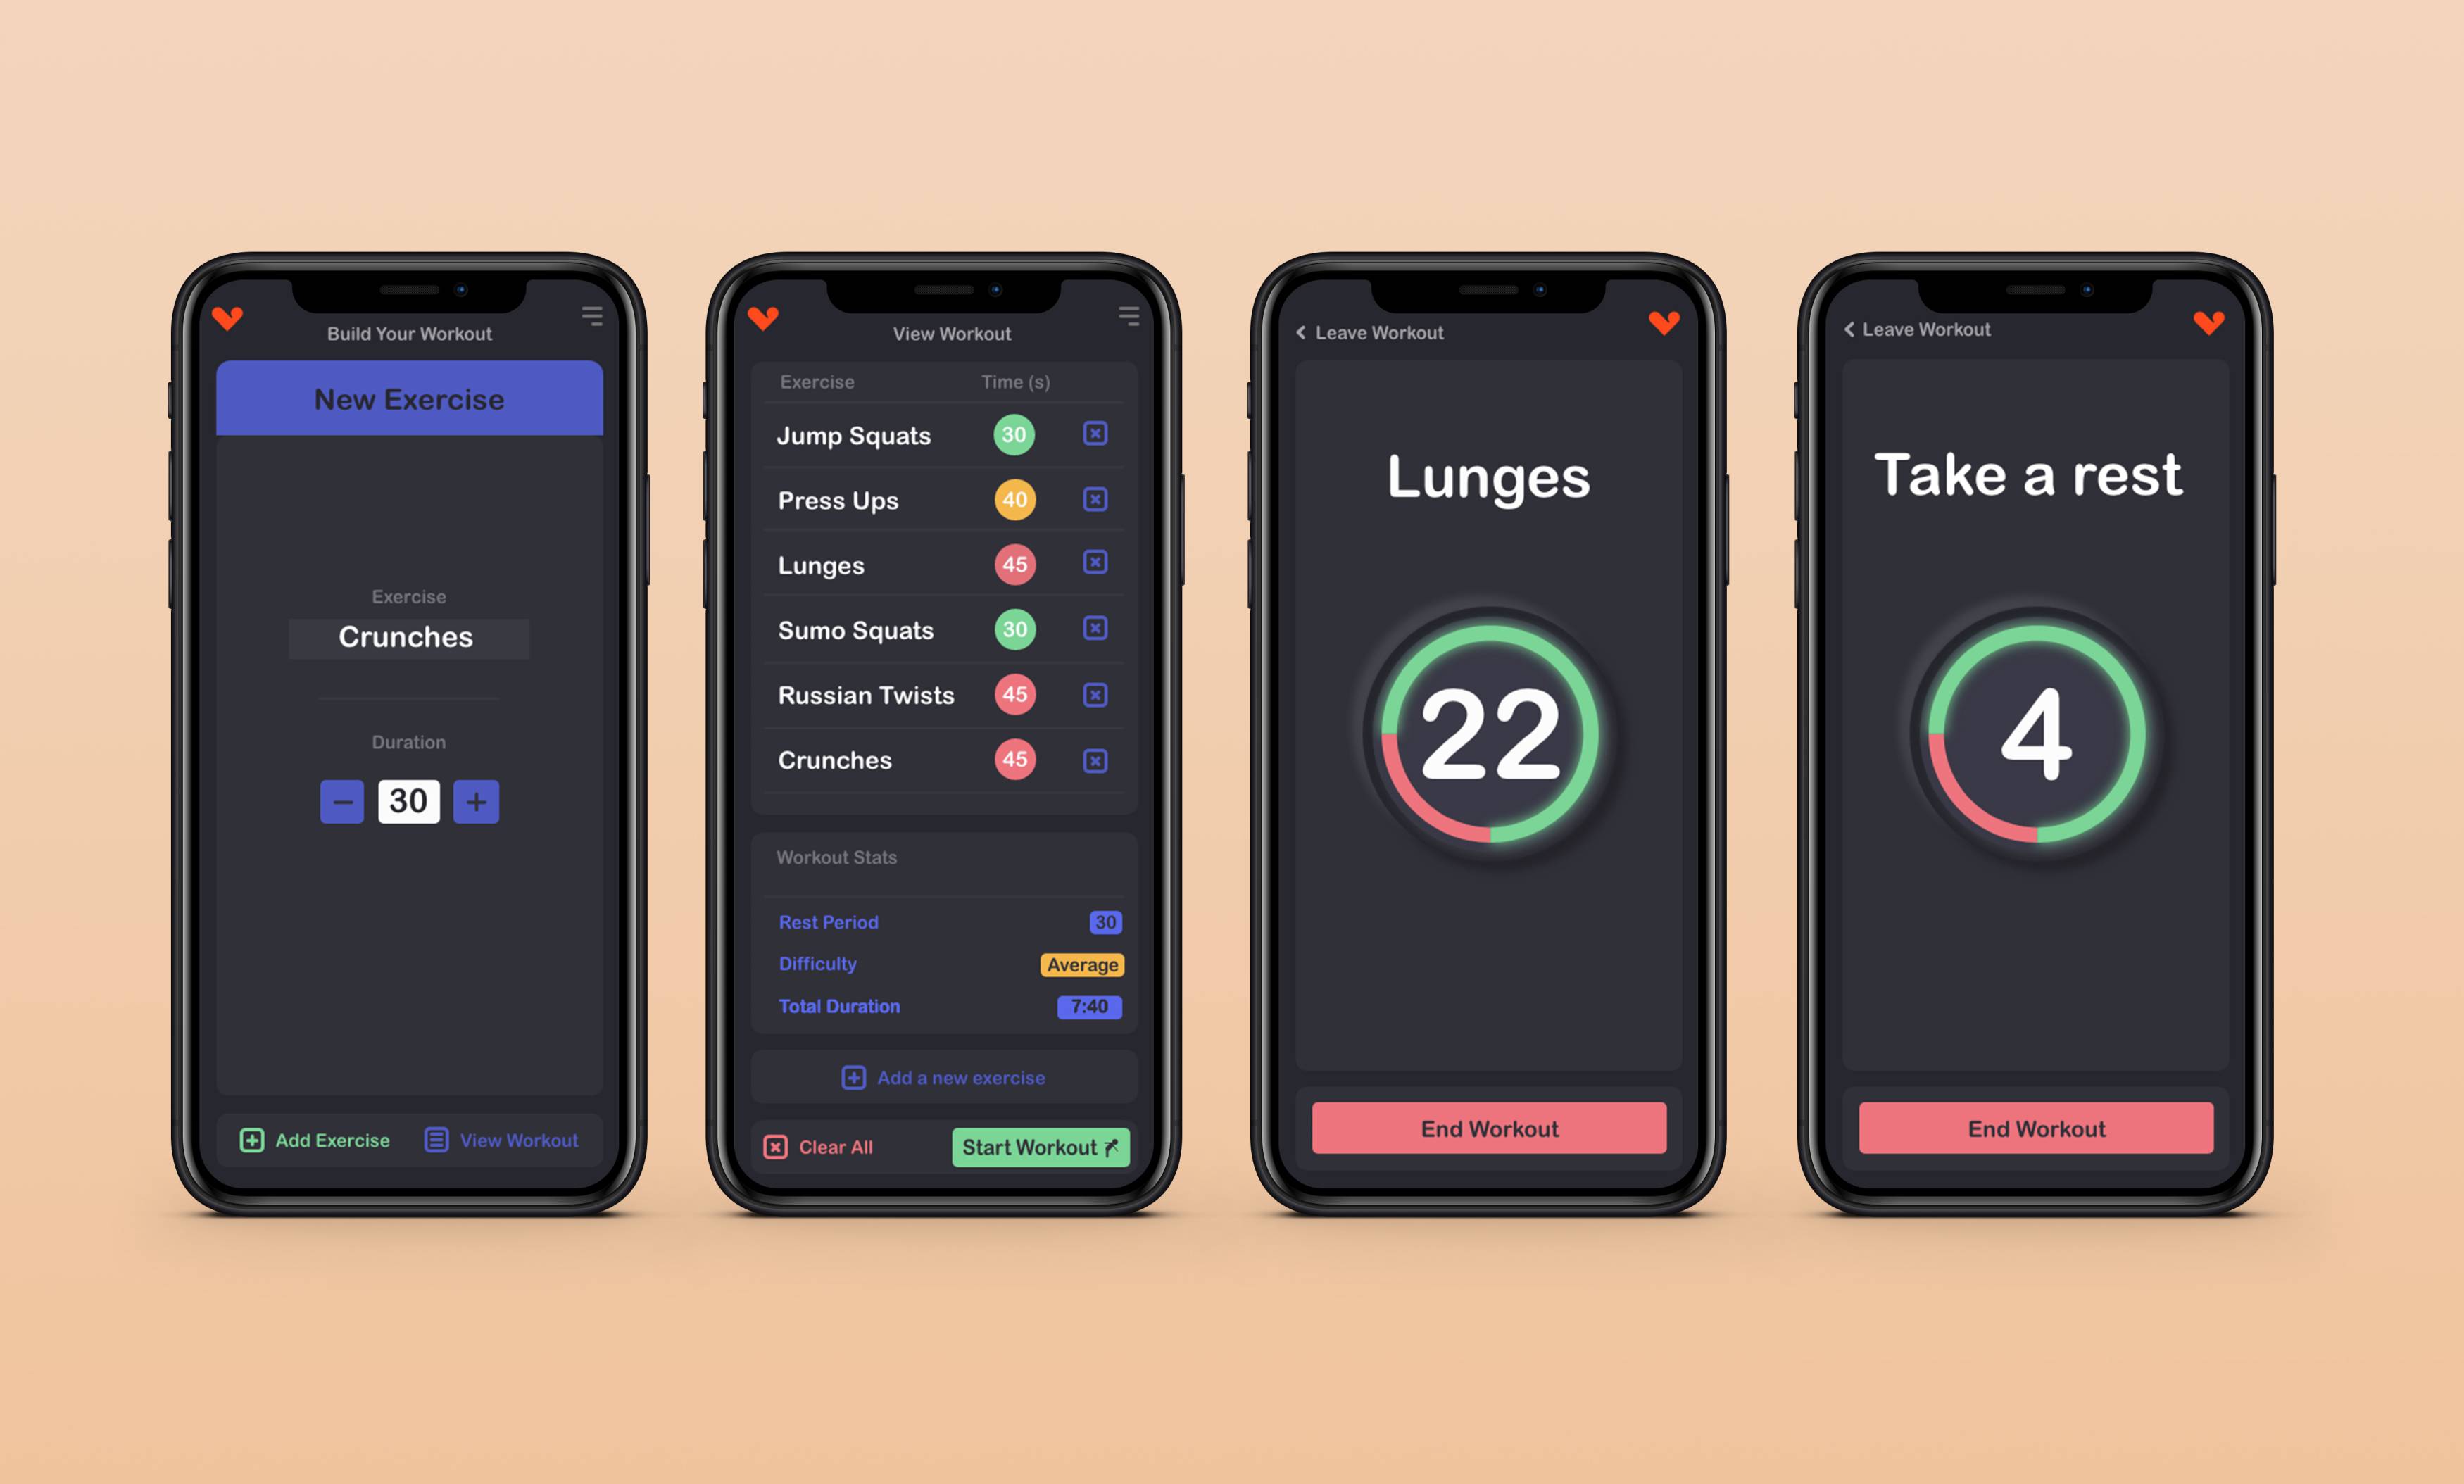 Build Your Workout
New Exercise
Exercise
Crunches
Duration
30
Add Exercise View Workout
View Workout
Exercise Time (s)
Jump Squats 30
Press Ups 40
Lunges 45
Sumo Squats 30
Russian Twists 45
Crunches 45
Workout Stats
Rest Period 30
Difficulty Average
Total Duration 7:40
Add a new exercise
Clear All Start Workout
Leave Workout
Lunges
22
End Workout
Leave Workout
Take a rest
4
End Workout